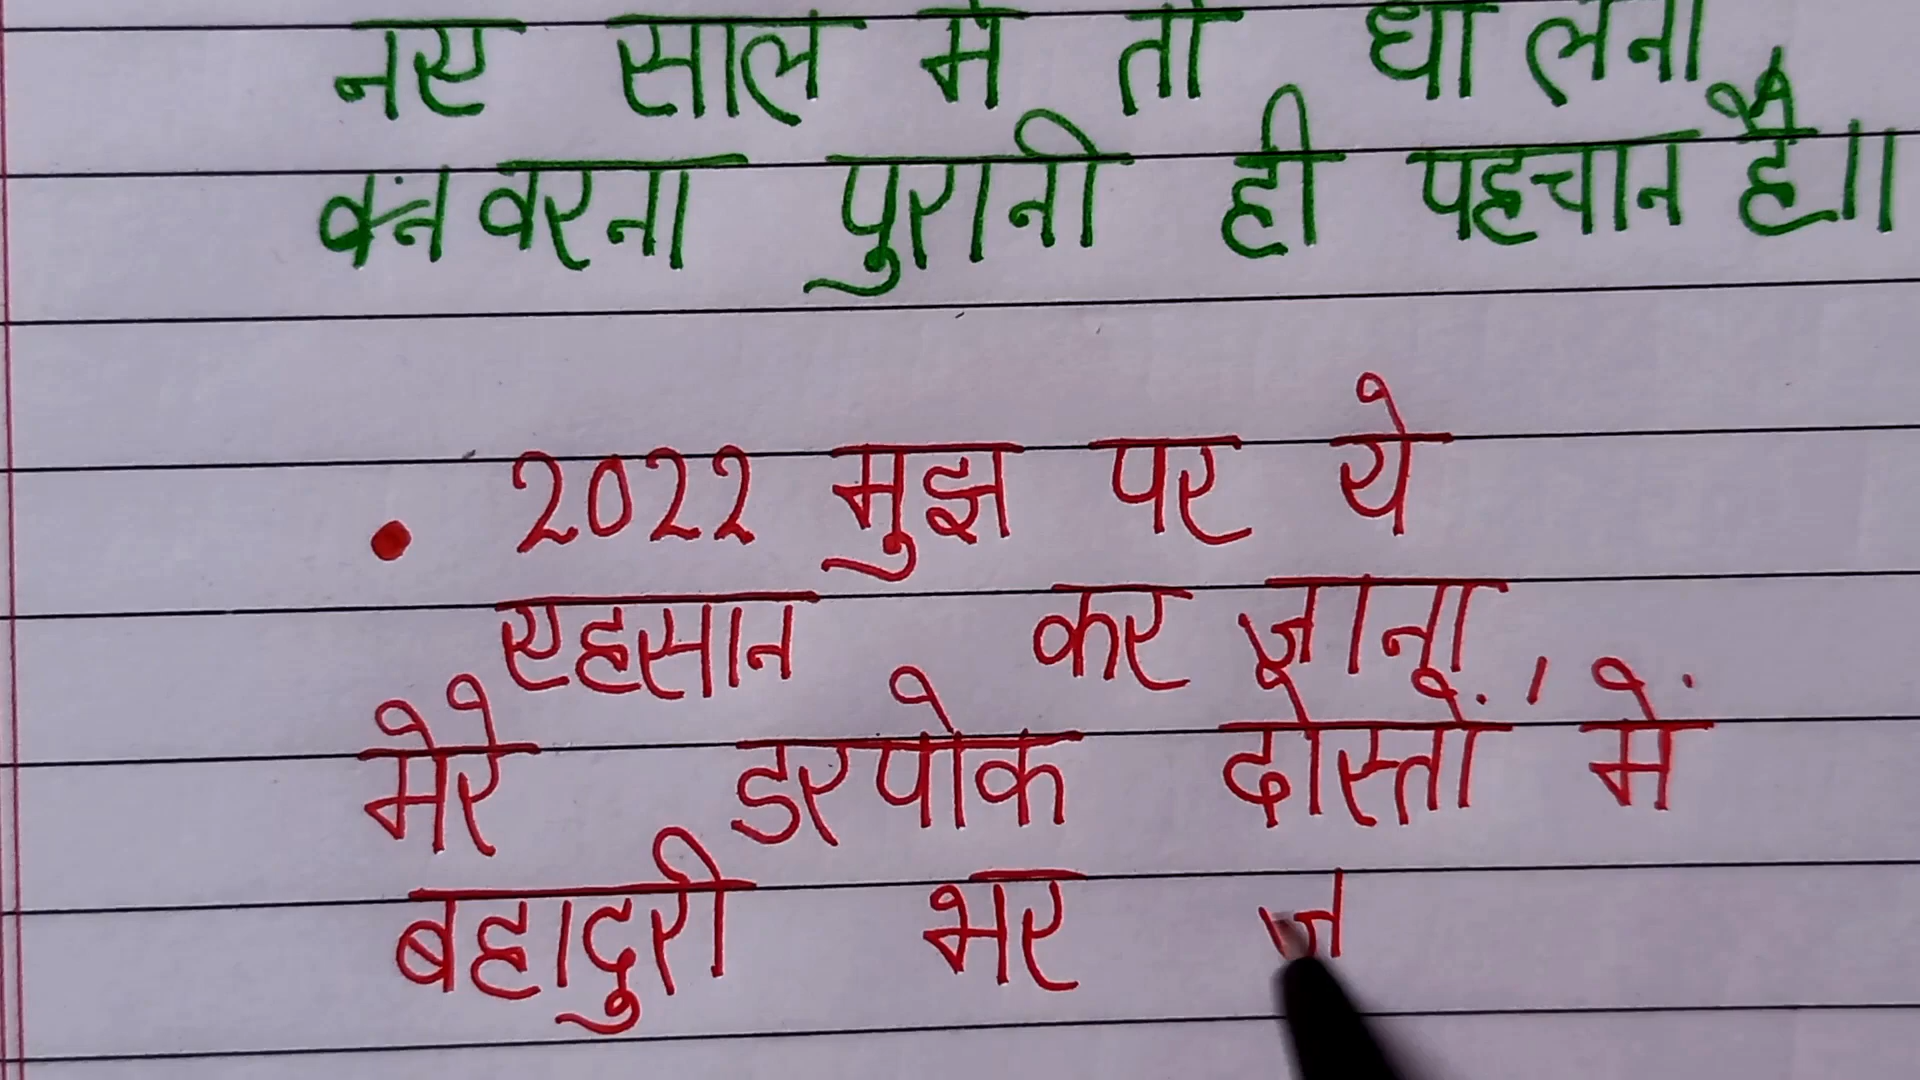 नए साल में तो धो लेना
वरना पुरानी ही पहचान है।।
2022 मुझ पर ये
एहसान कर जाना,
मेरे डरपोक दोस्तों में
बहादुरी भर ज